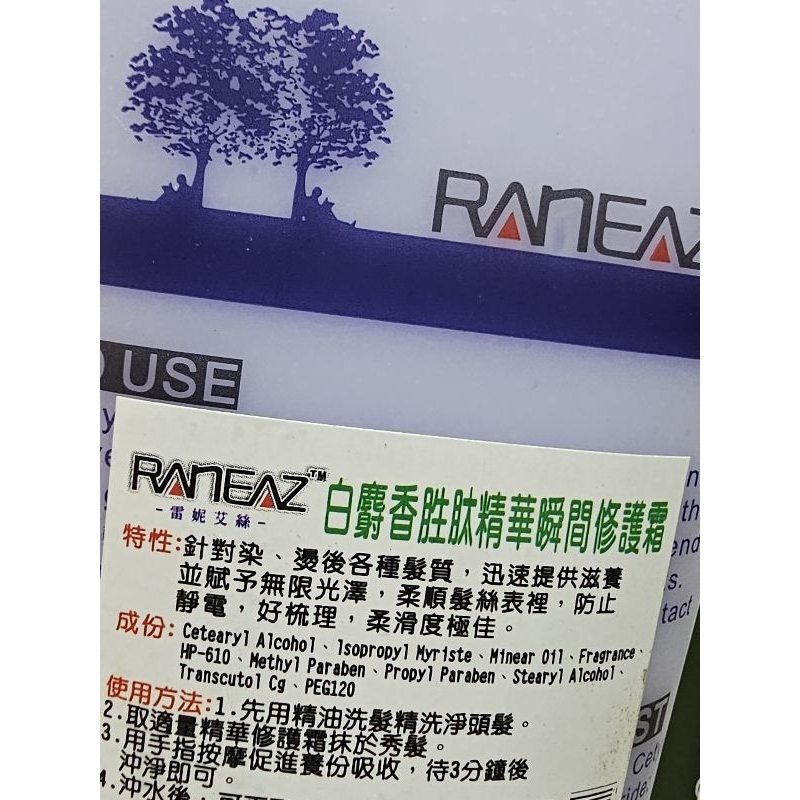 RANEAZ
USE
RANEAZ™
-雷妮艾絲-
白麝香胜肽精華瞬間修護霜
特性:針對染、燙後各種髮質，迅速提供滋養
並賦予無限光澤，柔順髮絲表裡，防止
靜電，好梳理，柔滑度極佳。
成份:Cetearyl Alcohol、lsopropyl Myriste、Minear Oil、Fragrance、
HP-610、Methyl Paraben、Propyl Paraben、Stearyl Alcohol、
Transcutol Cg、PEG120
使用方法:1.先用精油洗髮精洗淨頭髮。
2.取適量精華修護霜抹於秀髮。
3.用手指按摩促進養份吸收，待3分鐘後
沖淨即可。
4.沖水後，可